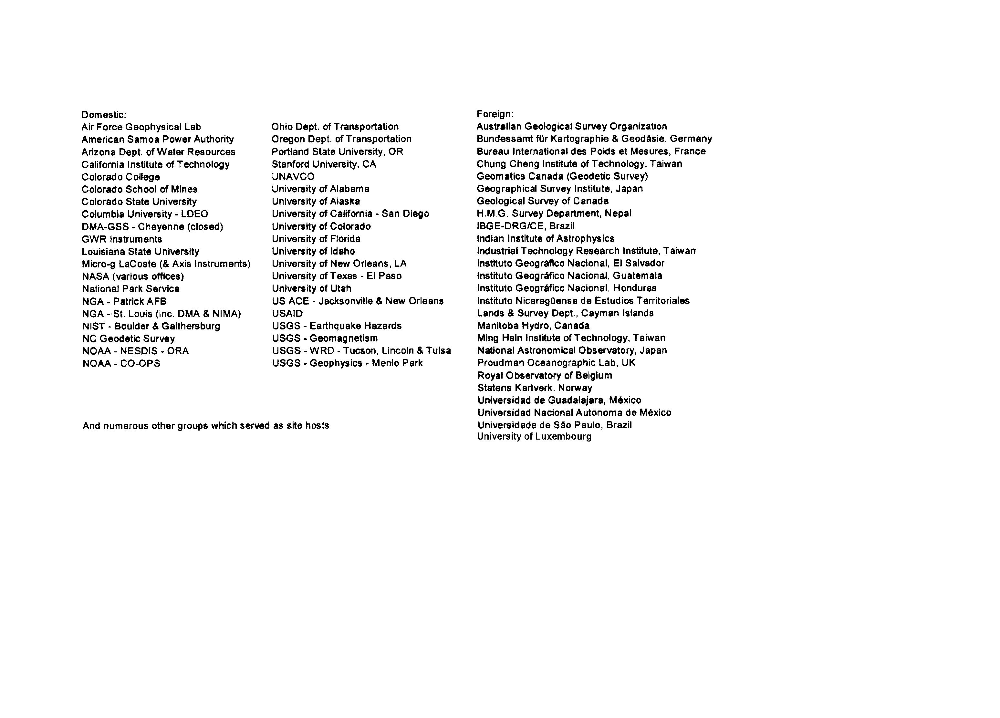 Domestic:
Air Force Geophysical Lab
American Samoa Power Authority
Arizona Dept. of Water Resources
California Institute of Technology
Colorado College
Colorado School of Mines
Colorado State University
Columbia University - LDEO
DMA-GSS - Cheyenne (closed)
GWR Instruments
Louisiana State University
Micro-g LaCoste (& Axis Instruments)
NASA (various offices)
National Park Service
NGA - Patrick AFB
NGA - St. Louis (inc. DMA & NIMA)
NIST - Boulder & Gaithersburg
NC Geodetic Survey
NOAA - NESDIS - ORA
NOAA - CO-OPS
Ohio Dept. of Transportation
Oregon Dept. of Transportation
Portland State University, OR
Stanford University, CA
UNAVCO
University of Alabama
University of Alaska
University of California - San Diego
University of Colorado
University of Florida
University of Idaho
University of New Orleans, LA
University of Texas - El Paso
University of Utah
US ACE - Jacksonville & New Orleans
USAID
USGS - Earthquake Hazards
USGS - Geomagnetism
USGS - WRD - Tucson, Lincoln & Tulsa
USGS - Geophysics - Menlo Park
And numerous other groups which served as site hosts
Foreign:
Australian Geological Survey Organization
Bundessamt für Kartographie & Geodäsie, Germany
Bureau International des Poids et Mesures, France
Chung Cheng Institute of Technology, Taiwan
Geomatics Canada (Geodetic Survey)
Geographical Survey Institute, Japan
Geological Survey of Canada
H.M.G. Survey Department, Nepal
IBGE-DRG/CE, Brazil
Indian Institute of Astrophysics
Industrial Technology Research Institute, Taiwan
Instituto Geográfico Nacional, El Salvador
Instituto Geográfico Nacional, Guatemala
Instituto Geográfico Nacional, Honduras
Instituto Nicaragüense de Estudios Territoriales
Lands & Survey Dept., Cayman Islands
Manitoba Hydro, Canada
Ming Hsin Institute of Technology, Taiwan
National Astronomical Observatory, Japan
Proudman Oceanographic Lab, UK
Royal Observatory of Belgium
Statens Kartverk, Norway
Universidad de Guadalajara, México
Universidad Nacional Autonoma de México
Universidade de São Paulo, Brazil
University of Luxembourg